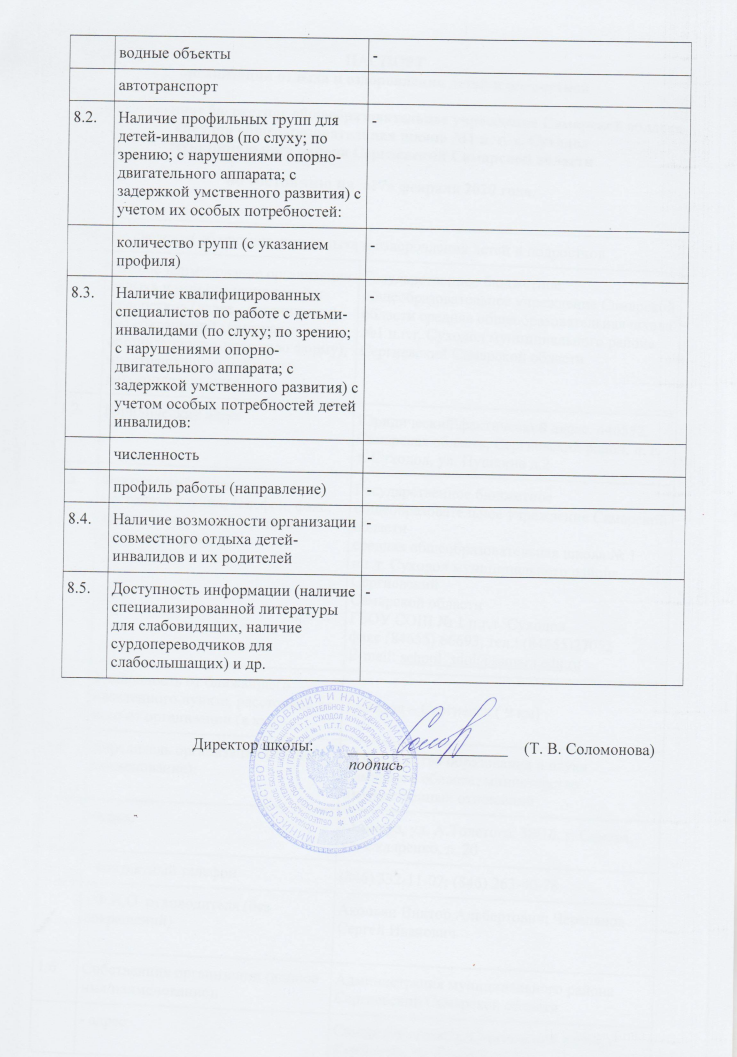 водные объекты -
автотранспорт
8.2. Наличие профильных групп для -
детей-инвалидов (по слуху; по
зрению; с нарушениями опорно-
двигательного аппарата; с
задержкой умственного развития) с
учетом их особых потребностей:
количество групп (с указанием -
профиля)
8.3. Наличие квалифицированных -
специалистов по работе с детьми-
инвалидами (по слуху; по зрению;
с нарушениями опорно-
двигательного аппарата; с
задержкой умственного развития) с
учетом особых потребностей детей
инвалидов:
численность -
профиль работы (направление) -
8.4. Наличие возможности организации -
совместного отдыха детей-
инвалидов и их родителей
8.5. Доступность информации (наличие -
специализированной литературы
для слабовидящих, наличие
сурдопереводчиков для
слабослышащих) и др.
Директор школы: (Т. В. Соломонова)
подпись
МИНИСТЕРСТВО ОБРАЗОВАНИЯ И НАУКИ